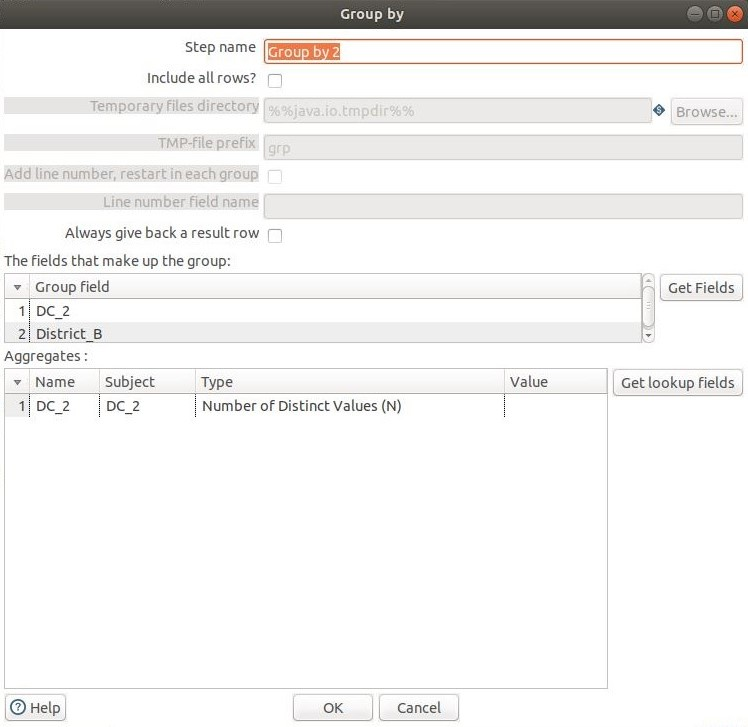 Group by
Step name Group by 2
Include all rows?
Temporary files directory %%java.io.tmpdir%% Browse...
TMP-file prefix grp
Add line number, restart in each group
Line number field name
Always give back a result row
The fields that make up the group:
Group field Get Fields
1 DC_2
2 District_B
Aggregates :
Name Subject Type Value Get lookup fields
1 DC_2 DC_2 Number of Distinct Values (N)
Help OK Cancel